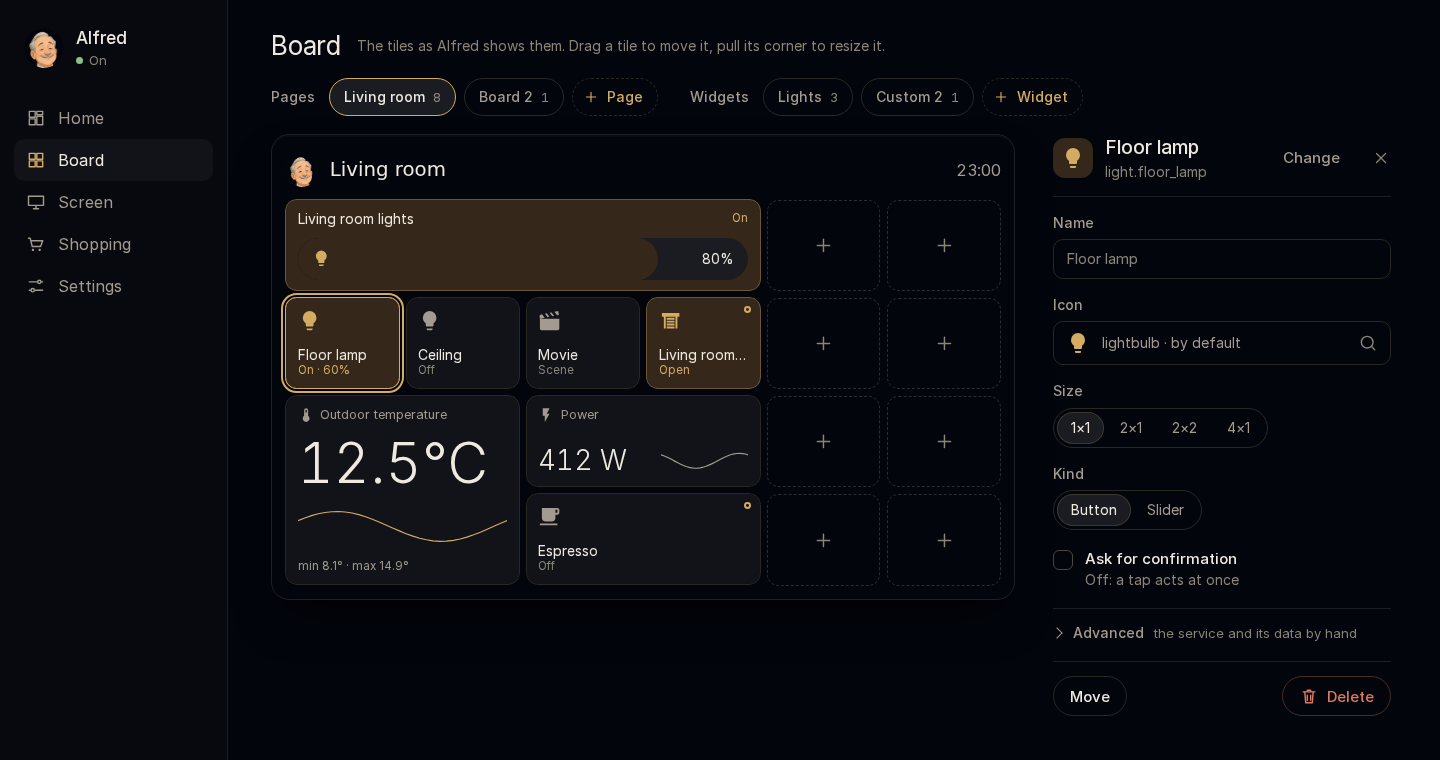 Alfred
On
Home
Board
Screen
Shopping
Settings
Board The tiles as Alfred shows them. Drag a tile to move it, pull its corner to resize it.
Pages Living room 8 Board 2 1 + Page Widgets Lights 3 Custom 2 1 + Widget
Living room 23:00
Living room lights On
80%
Floor lamp
On · 60%
Ceiling
Off
Movie
Scene
Living room…
Open
Outdoor temperature
12.5°C
min 8.1° · max 14.9°
Power
412 W
Espresso
Off
Floor lamp
light.floor_lamp
Change
Name
Floor lamp
Icon
lightbulb · by default
Size
1×1 2×1 2×2 4×1
Kind
Button Slider
Ask for confirmation
Off: a tap acts at once
Advanced the service and its data by hand
Move Delete